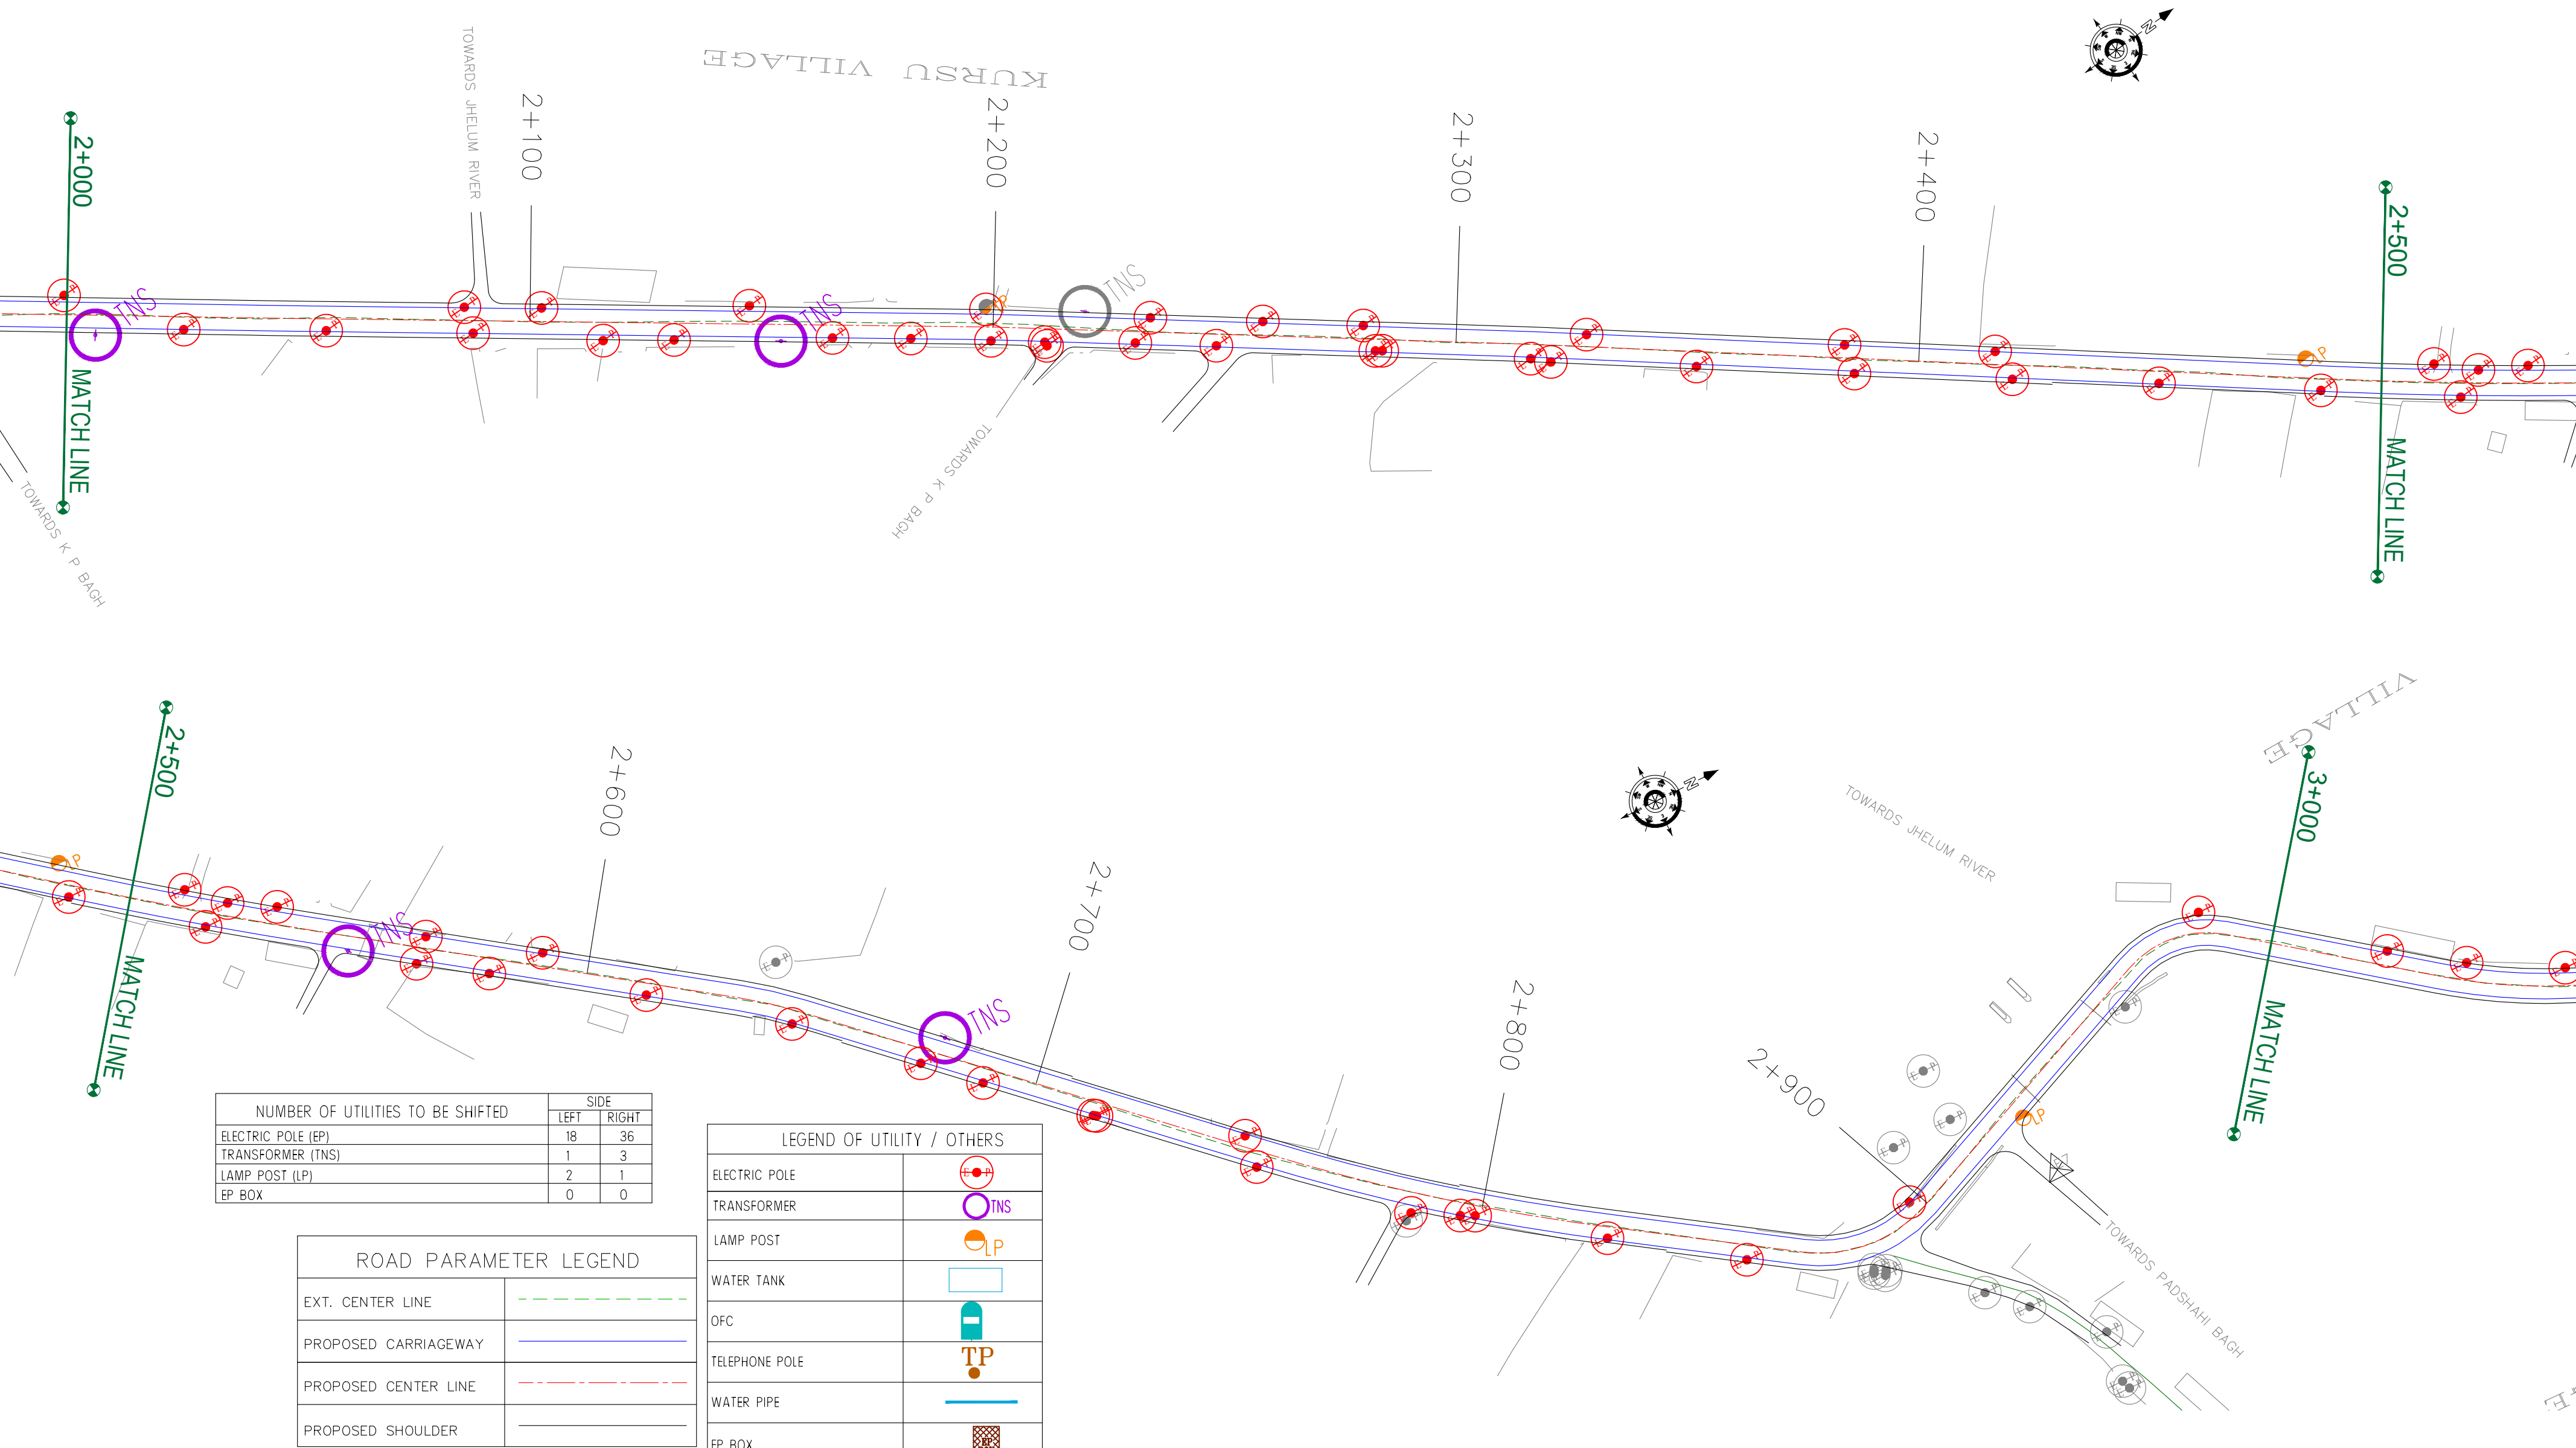 KURSU VILLAGE
N
TOWARDS JHELUM RIVER
2+000
2+100
2+200
2+300
2+400
2+500
TNS
TNS
LP
TNS
LP
MATCH LINE
MATCH LINE
TOWARDS K P BAGH
TOWARDS K P BAGH
VILLAGE
2+500
2+600
2+700
2+800
2+900
3+000
N
TOWARDS JHELUM RIVER
LP
TNS
TNS
LP
MATCH LINE
MATCH LINE
TOWARDS PADSHAHI BAGH
NUMBER OF UTILITIES TO BE SHIFTED SIDE
LEFT RIGHT
ELECTRIC POLE (EP) 18 36
TRANSFORMER (TNS) 1 3
LAMP POST (LP) 2 1
EP BOX 0 0
ROAD PARAMETER LEGEND
EXT. CENTER LINE
PROPOSED CARRIAGEWAY
PROPOSED CENTER LINE
PROPOSED SHOULDER
LEGEND OF UTILITY / OTHERS
ELECTRIC POLE E P
TRANSFORMER TNS
LAMP POST LP
WATER TANK
OFC
TELEPHONE POLE TP
WATER PIPE
EP BOX EP